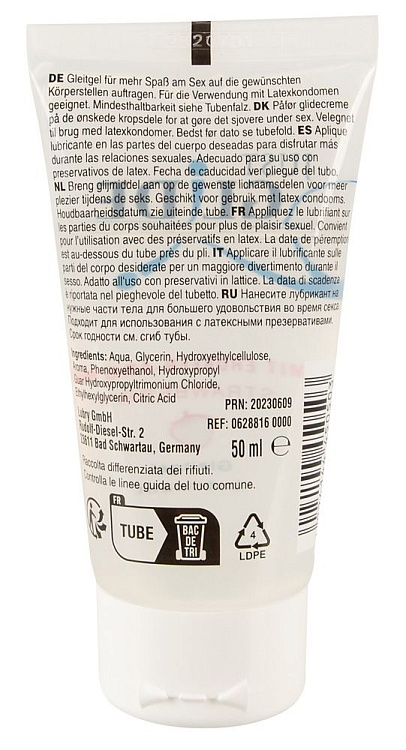 DE Gleitgel für mehr Spaß am Sex auf die gewünschten
Körperstellen auftragen. Für die Verwendung mit Latexkondomen
geeignet. Mindesthaltbarkeit siehe Tubenfalz. DK Påfør glidecreme
på de ønskede kropsdele for at gøre det sjovere under sex. Velegnet
til brug med latexkondomer. Bedst før dato se tubefold. ES Aplique
lubricante en las partes del cuerpo deseadas para disfrutar más
durante las relaciones sexuales. Adecuado para su uso con
preservativos de látex. Fecha de caducidad en pliegue del tubo.
NL Breng glijmiddel aan op de gewenste lichaamsdelen voor meer
plezier tijdens de seks. Geschikt voor gebruik met latex condooms.
Houdbaarheidsdatum zie vouw in de tube. FR Appliquez le lubrifiant sur
les parties du corps souhaitées pour plus de plaisir sexuel. Convient
pour l'utilisation avec des préservatifs en latex. La date de péremption
est au-dessous du tube près du pli. IT Applicare il lubrificante sulle
parti del corpo desiderate per un maggiore divertimento durante il
sesso. Adatto all'uso con preservativi in lattice. La data di scadenza
è riportata nel pieghevole del tubetto. RU Нанесите лубрикант на
нужные части тела для большего удовольствия во время секса.
Подходит для использования с латексными презервативами.
Срок годности см. сгиб тубы.
Ingredients: Aqua, Glycerin, Hydroxyethylcellulose,
Aroma, Phenoxyethanol, Hydroxypropyl
Guar Hydroxypropyltrimonium Chloride,
Ethylhexylglycerin, Citric Acid
PRN: 20230609
Lubry GmbH
Rudolf-Diesel-Str. 2
REF: 0628816 0000
23611 Bad Schwartau, Germany
50 ml ℮
Raccolta differenziata dei rifiuti.
Controlla le linee guida del tuo comune.
FR
TUBE
BAC
DE
TRI
4
LDPE